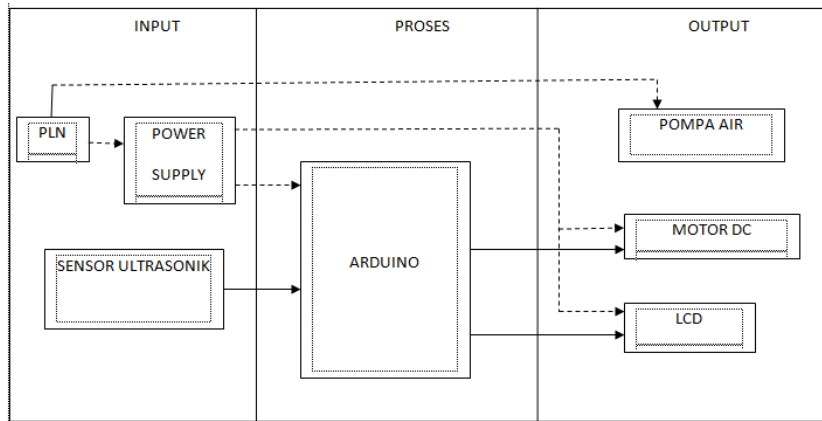 INPUT
PROSES
OUTPUT
PLN
POWER
SUPPLY
POMPA AIR
SENSOR ULTRASONIK
ARDUINO
MOTOR DC
LCD